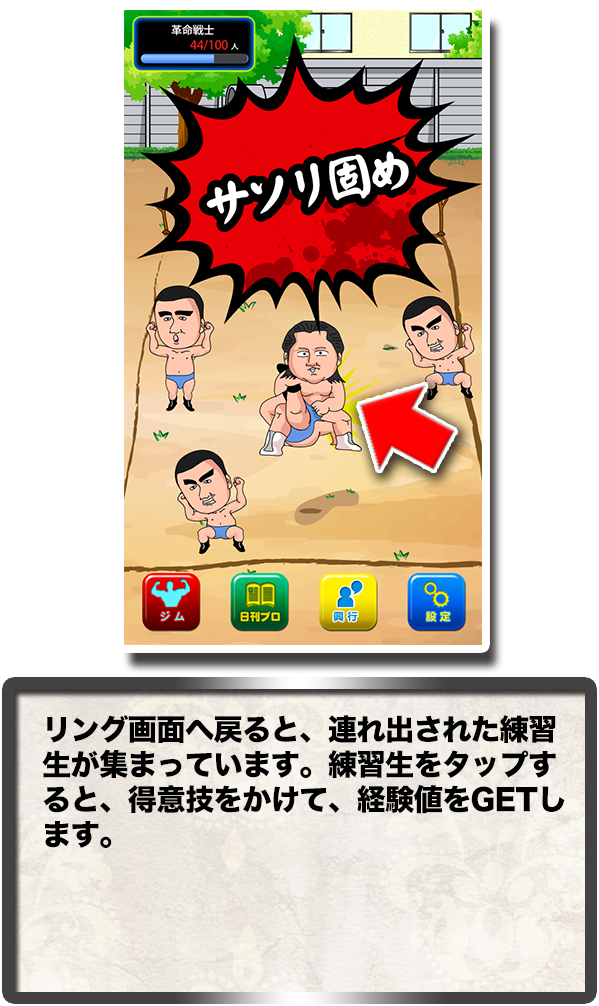 革命戦士
44/100人
サソリ固め
ジム
日刊プロ
興行
設定
リング画面へ戻ると、連れ出された練習
生が集まっています。練習生をタップす
ると、得意技をかけて、経験値をGETし
ます。